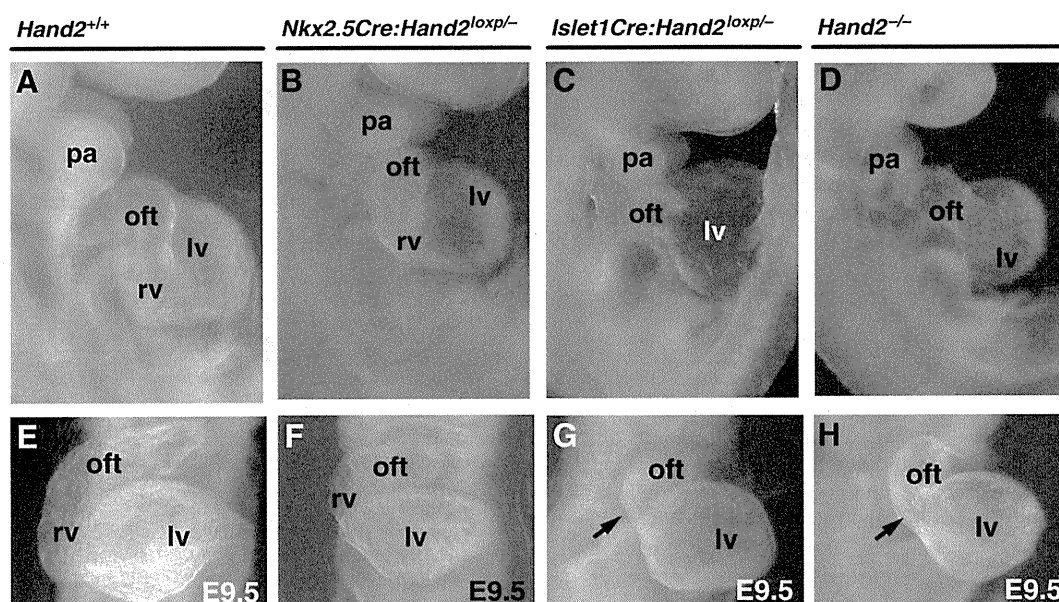 Hand2+/+ Nkx2.5Cre:Hand2loxp/– Islet1Cre:Hand2loxp/– Hand2–/–
A B C D
pa pa pa pa
oft oft oft oft
lv lv lv lv
rv rv
E F G H
oft oft oft oft
rv rv
lv lv lv lv
E9.5 E9.5 E9.5 E9.5